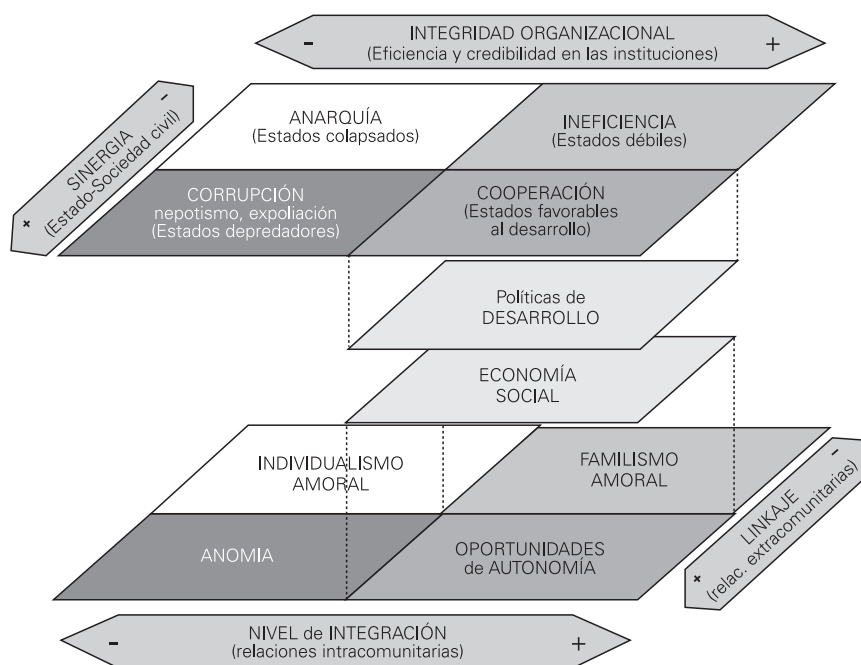 INTEGRIDAD ORGANIZACIONAL
(Eficiencia y credibilidad en las instituciones)
-
+
SINERGIA
(Estado-Sociedad civil)
-
+
ANARQUÍA
(Estados colapsados)
INEFICIENCIA
(Estados débiles)
CORRUPCIÓN
nepotismo, expoliación
(Estados depredadores)
COOPERACIÓN
(Estados favorables
al desarrollo)
Políticas de
DESARROLLO
ECONOMÍA
SOCIAL
INDIVIDUALISMO
AMORAL
FAMILISMO
AMORAL
ANOMIA
OPORTUNIDADES
de AUTONOMÍA
LINKAJE
(relac. extracomunitarias)
-
+
NIVEL de INTEGRACIÓN
(relaciones intracomunitarias)
-
+